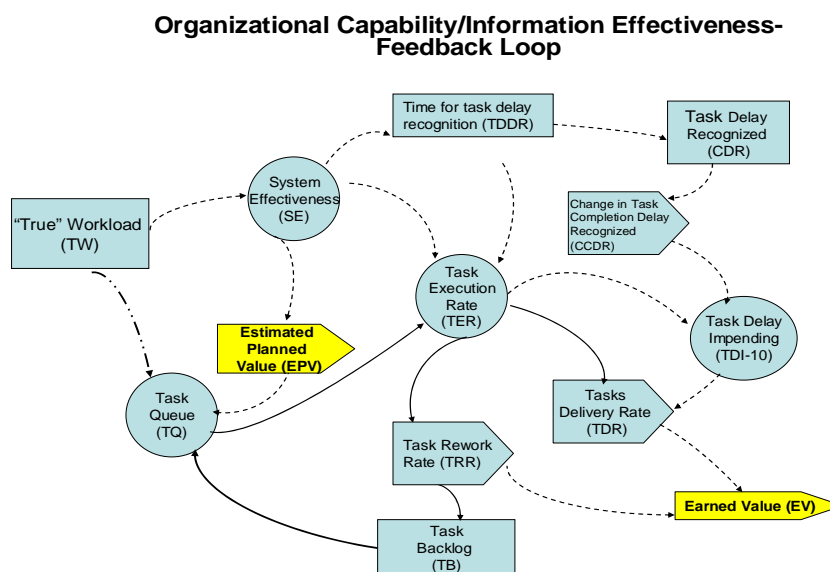 Organizational Capability/Information Effectiveness-
Feedback Loop
Time for task delay
recognition (TDDR)
Task Delay
Recognized
(CDR)
System
Effectiveness
(SE)
“True” Workload
(TW)
Change in Task
Completion Delay
Recognized
(CCDR)
Task
Execution
Rate
(TER)
Task Delay
Impending
(TDI-10)
Estimated
Planned
Value (EPV)
Task
Queue
(TQ)
Tasks
Delivery Rate
(TDR)
Task Rework
Rate (TRR)
Earned Value (EV)
Task
Backlog
(TB)